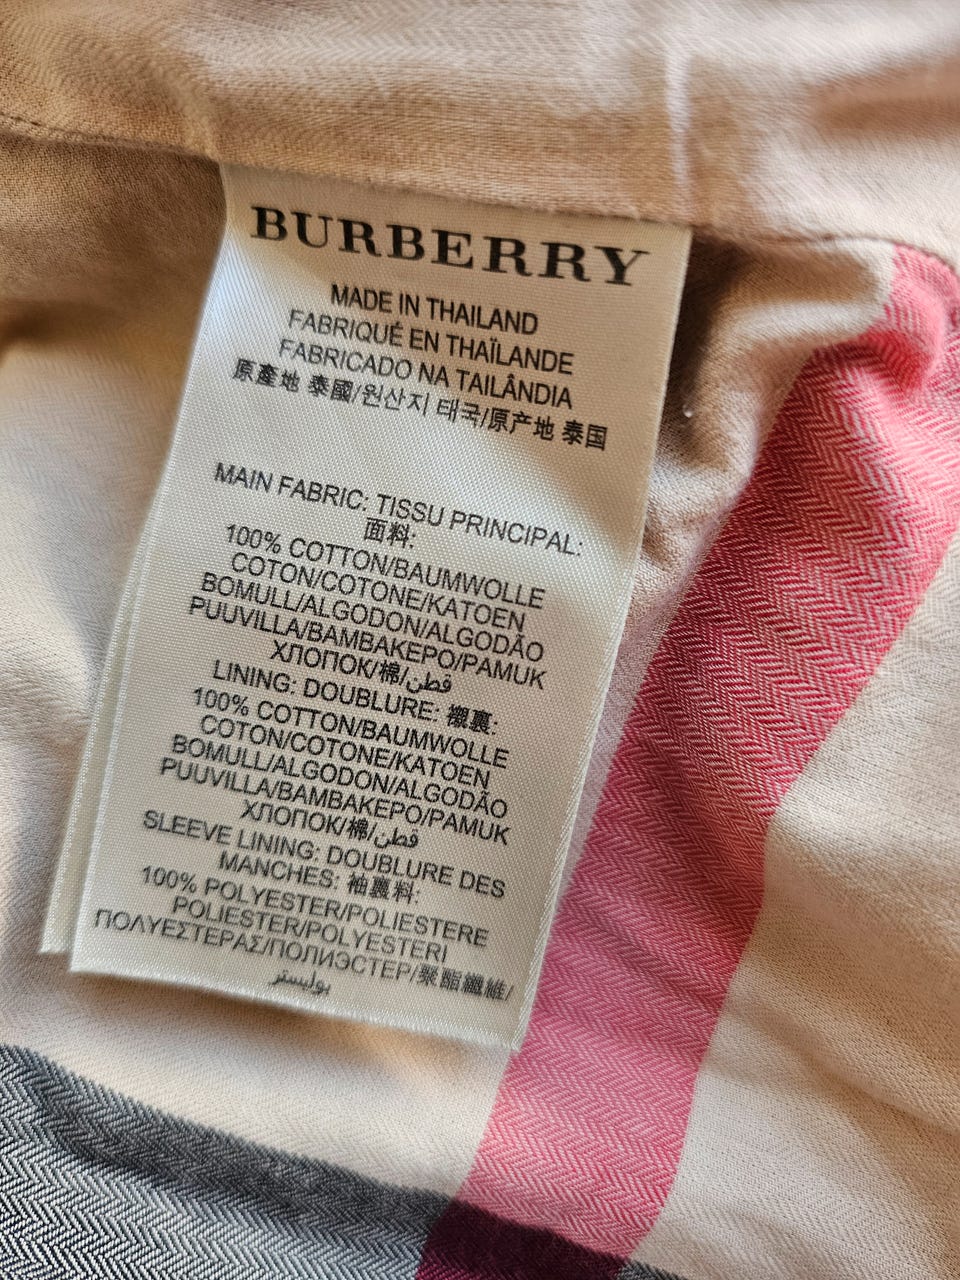 BURBERRY
MADE IN THAILAND
FABRIQUÉ EN THAÏLANDE
FABRICADO NA TAILÂNDIA
原產地 泰國/원산지 태국/原产地 泰国
MAIN FABRIC: TISSU PRINCIPAL:
面料:
100% COTTON/BAUMWOLLE
COTON/COTONE/KATOEN
BOMULL/ALGODON/ALGODÃO
PUUVILLA/ΒΑΜΒΑΚΕΡΟ/PAMUK
ХЛОПОК/棉/قطن
LINING: DOUBLURE: 襯裏:
100% COTTON/BAUMWOLLE
COTON/COTONE/KATOEN
BOMULL/ALGODON/ALGODÃO
PUUVILLA/ΒΑΜΒΑΚΕΡΟ/PAMUK
ХЛОПОК/棉/قطن
SLEEVE LINING: DOUBLURE DES
MANCHES: 袖裏料:
100% POLYESTER/POLIESTERE
POLIESTER/POLYESTERI
ΠΟΛΥΕΣΤΕΡΑΣ/ПОЛИЭСТЕР/聚酯纖維/
بوليستر